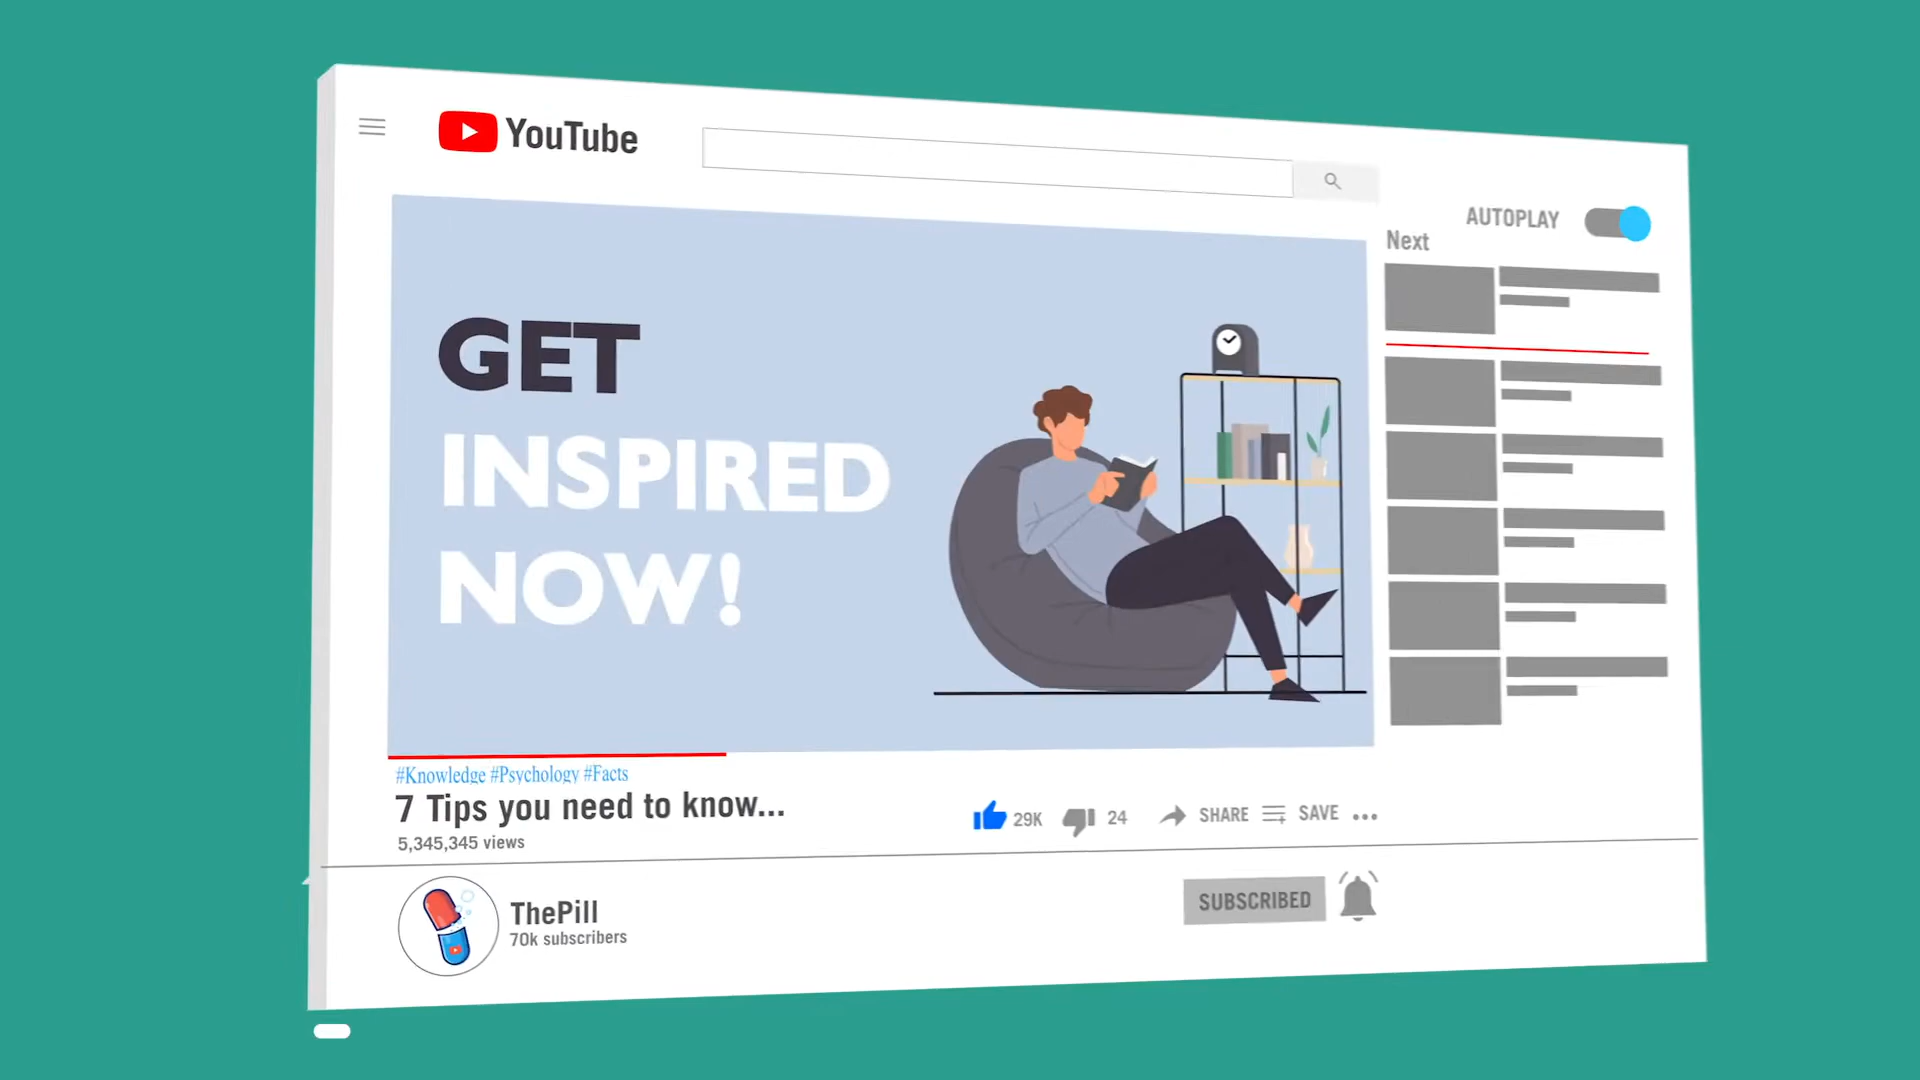 YouTube
AUTOPLAY
Next
GET
INSPIRED
NOW!
#Knowledge #Psychology #Facts
7 Tips you need to know...
5,345,345 views
29K
24
SHARE
SAVE
ThePill
70k subscribers
SUBSCRIBED